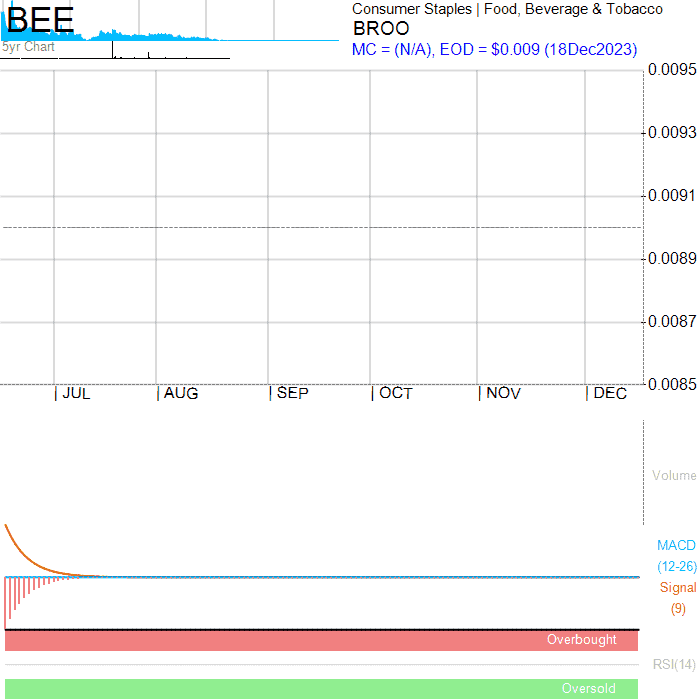 BEE
5yr Chart
Consumer Staples | Food, Beverage & Tobacco
BROO
MC = (N/A), EOD = $0.009 (18Dec2023)
0.0095
0.0093
0.0091
0.0089
0.0087
0.0085
JUL
AUG
SEP
OCT
NOV
DEC
Volume
MACD
(12-26)
Signal
(9)
Overbought
RSI(14)
Oversold